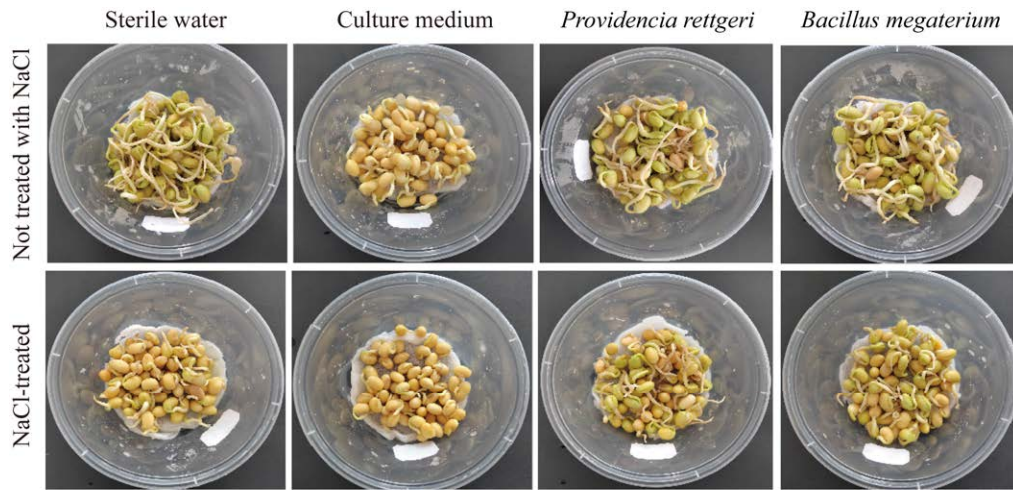 Sterile water
Culture medium
Providencia rettgeri
Bacillus megaterium
Not treated with NaCl
NaCl-treated